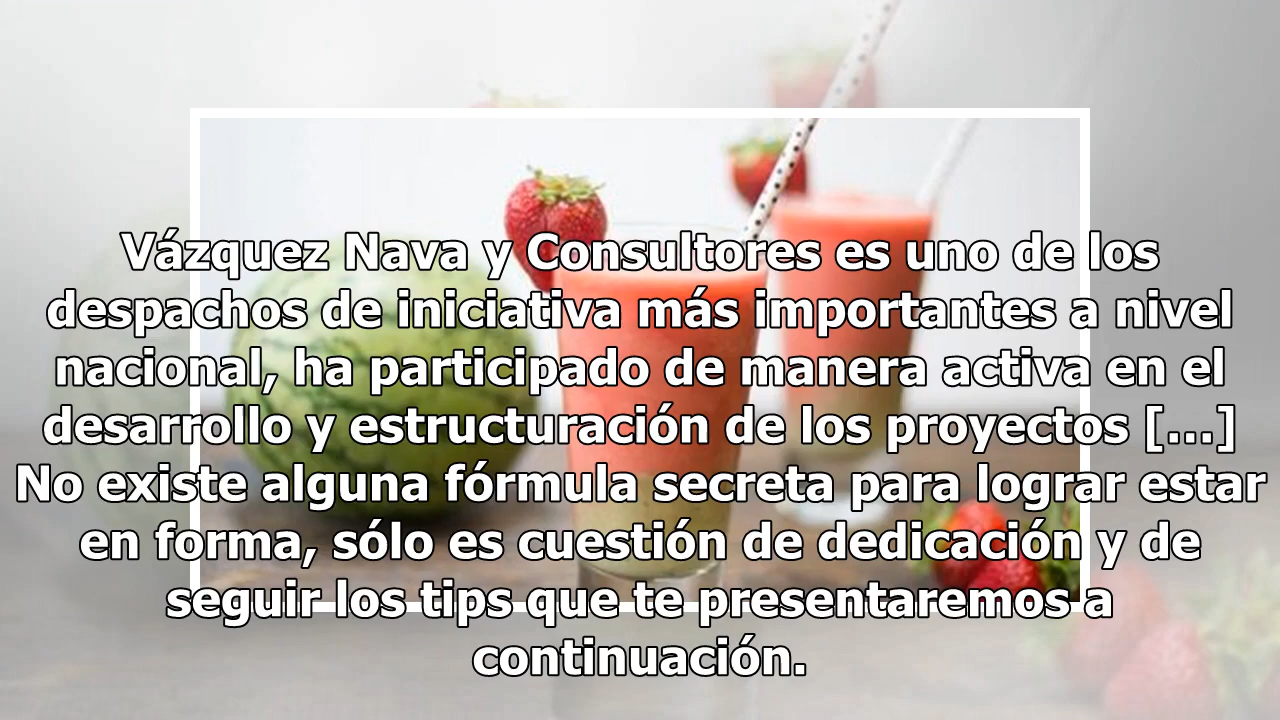 Vázquez Nava y Consultores es uno de los
despachos de iniciativa más importantes a nivel
nacional, ha participado de manera activa en el
desarrollo y estructuración de los proyectos [...]
No existe alguna fórmula secreta para lograr estar
en forma, sólo es cuestión de dedicación y de
seguir los tips que te presentaremos a
continuación.